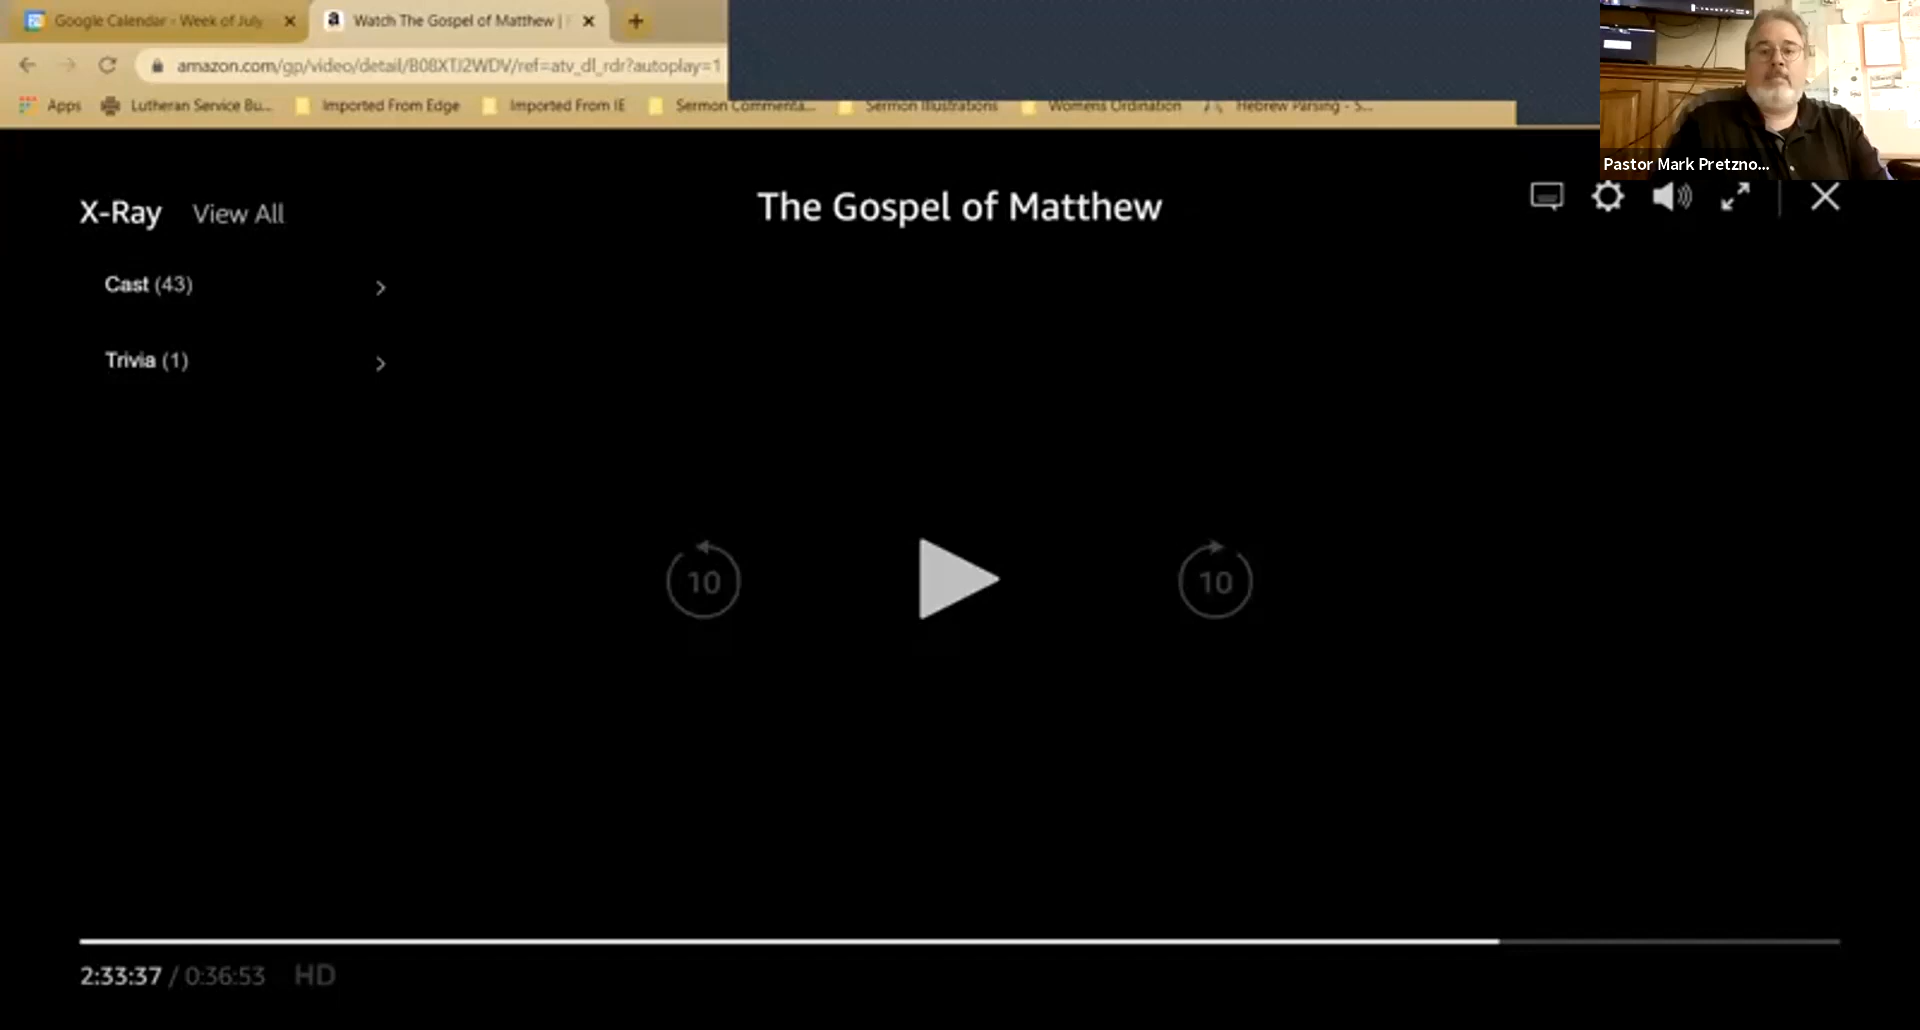 Google Calendar - Week of July
Watch The Gospel of Matthew |
amazon.com/gp/video/detail/B08XTJ2WDV/ref=atv_dl_rdr?autoplay=1
Apps Lutheran Service Bu... Imported From Edge Imported From IE Sermon Commenta... Sermon Illustrations Womens Ordination Hebrew Parsing - S...
Pastor Mark Pretzno...
X-Ray View All
The Gospel of Matthew
Cast (43)
Trivia (1)
10
10
2:33:37 / 0:36:53 HD